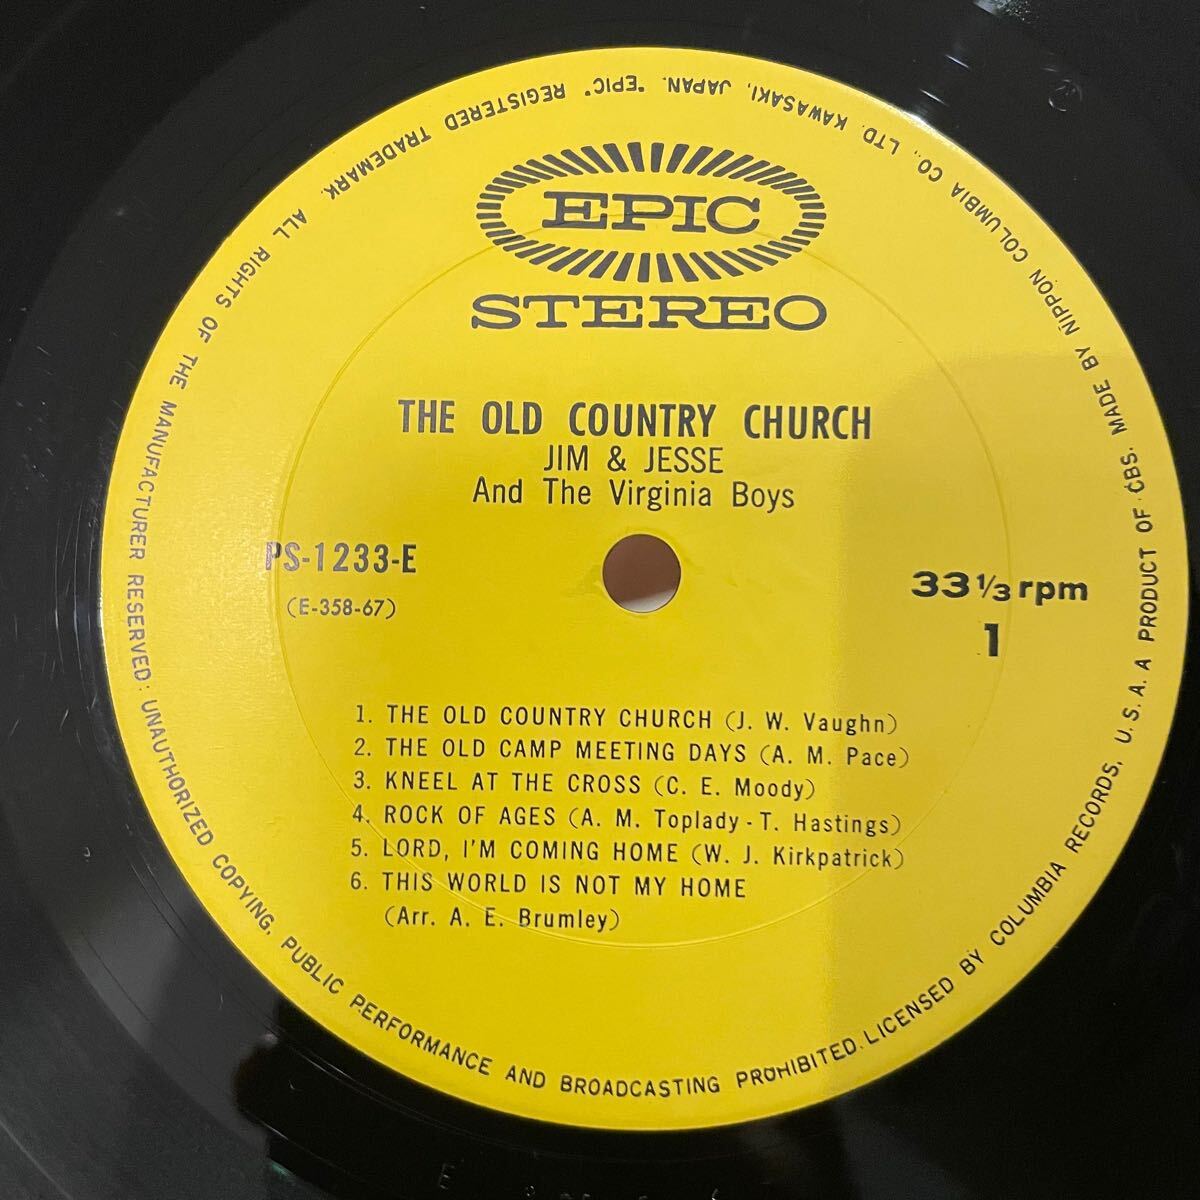 EPIC
STEREO
THE OLD COUNTRY CHURCH
JIM & JESSE
And The Virginia Boys
PS-1233-E
(E-358-67)
33 1/3 rpm
1
1. THE OLD COUNTRY CHURCH (J. W. Vaughn)
2. THE OLD CAMP MEETING DAYS (A. M. Pace)
3. KNEEL AT THE CROSS (C. E. Moody)
4. ROCK OF AGES (A. M. Toplady - T. Hastings)
5. LORD, I'M COMING HOME (W. J. Kirkpatrick)
6. THIS WORLD IS NOT MY HOME
(Arr. A. E. Brumley)
ALL RIGHTS OF THE MANUFACTURER RESERVED: UNAUTHORIZED COPYING, PUBLIC PERFORMANCE AND BROADCASTING PROHIBITED. LICENSED BY COLUMBIA RECORDS, U.S.A. A PRODUCT OF CBS. MADE BY NIPPON COLUMBIA CO., LTD. KAWASAKI, JAPAN. "EPIC" REGISTERED TRADEMARK.